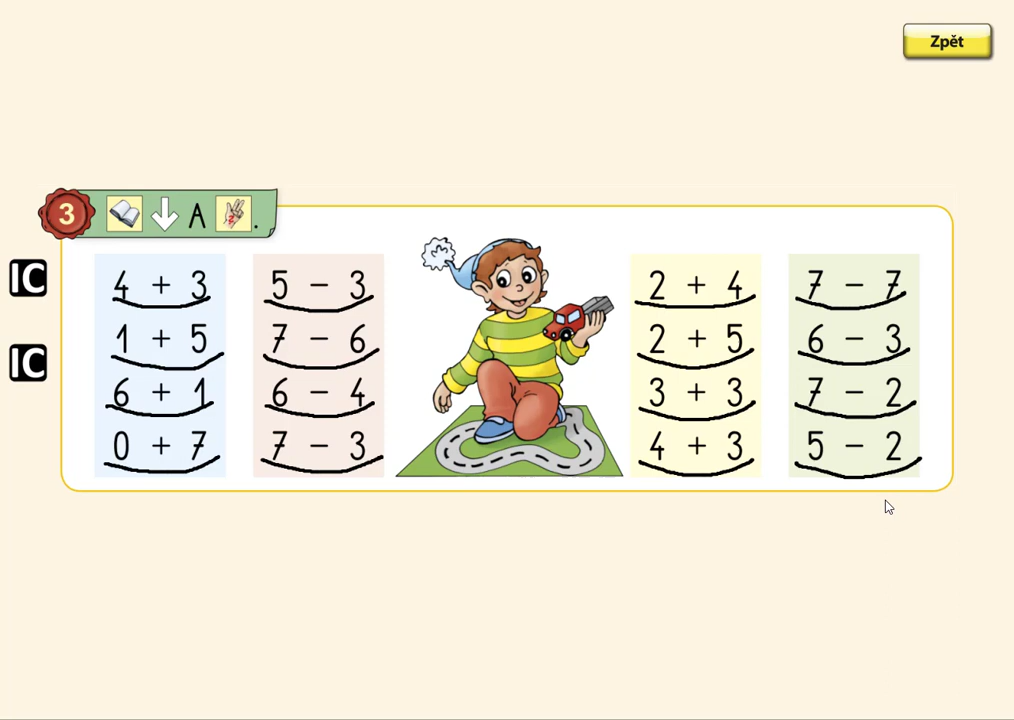 Zpět
3 A .
IC
IC
4 + 3
1 + 5
6 + 1
0 + 7
5 − 3
7 − 6
6 − 4
7 − 3
2 + 4
2 + 5
3 + 3
4 + 3
7 − 7
6 − 3
7 − 2
5 − 2